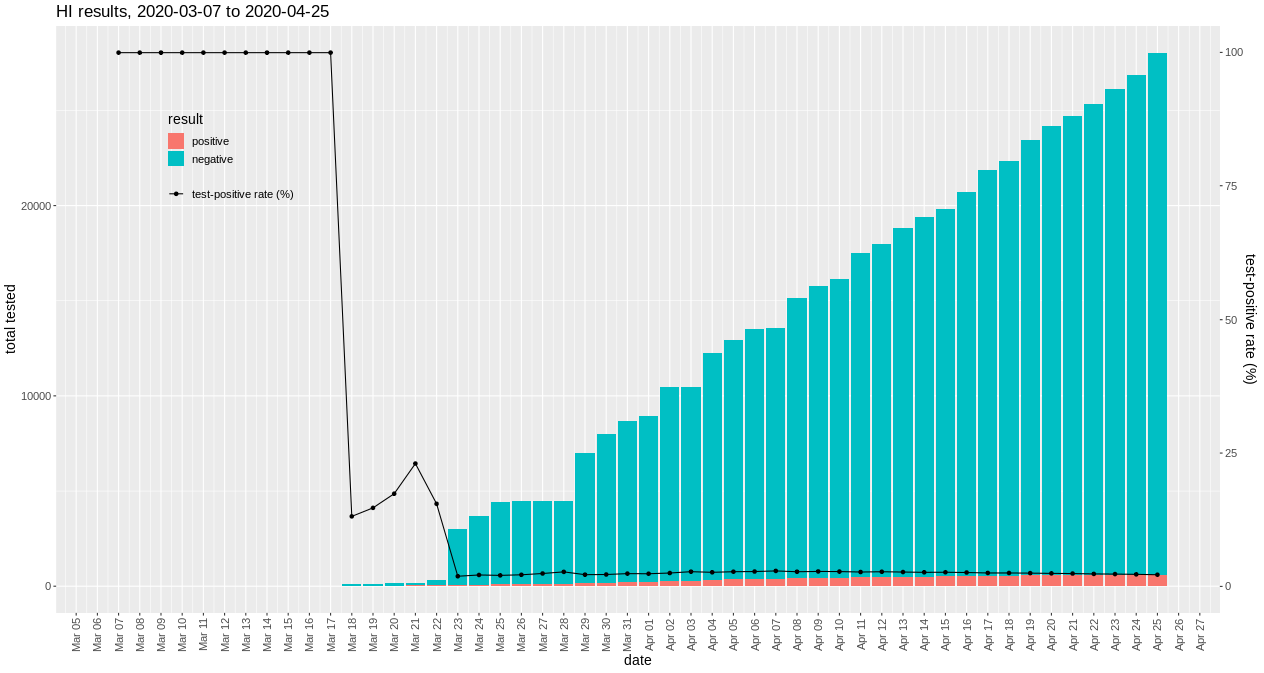 HI results, 2020-03-07 to 2020-04-25
result
positive
negative
test-positive rate (%)
total tested
20000
10000
0
100
75
50
25
0
test-positive rate (%)
Mar 05
Mar 06
Mar 07
Mar 08
Mar 09
Mar 10
Mar 11
Mar 12
Mar 13
Mar 14
Mar 15
Mar 16
Mar 17
Mar 18
Mar 19
Mar 20
Mar 21
Mar 22
Mar 23
Mar 24
Mar 25
Mar 26
Mar 27
Mar 28
Mar 29
Mar 30
Mar 31
Apr 01
Apr 02
Apr 03
Apr 04
Apr 05
Apr 06
Apr 07
Apr 08
Apr 09
Apr 10
Apr 11
Apr 12
Apr 13
Apr 14
Apr 15
Apr 16
Apr 17
Apr 18
Apr 19
Apr 20
Apr 21
Apr 22
Apr 23
Apr 24
Apr 25
Apr 26
Apr 27
date